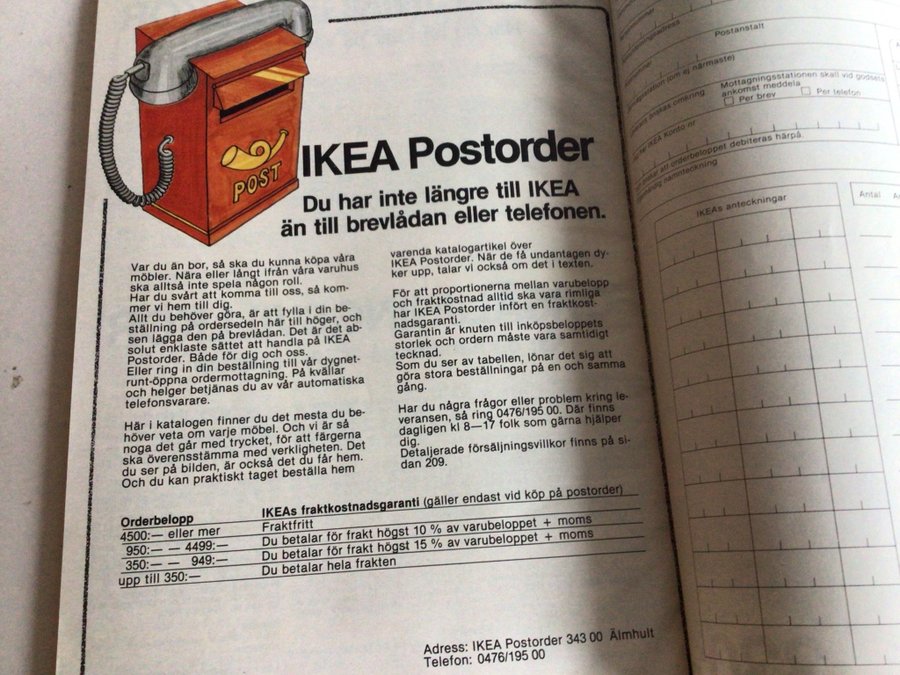 POST
IKEA Postorder
Du har inte längre till IKEA
än till brevlådan eller telefonen.
Var du än bor, så ska du kunna köpa våra
möbler. Nära eller långt ifrån våra varuhus
ska alltså inte spela någon roll.
Har du svårt att komma till oss, så kom-
mer vi hem till dig.
Allt du behöver göra, är att fylla i din be-
ställning på ordersedeln här till höger, och
sen lägga den på brevlådan. Det är det ab-
solut enklaste sättet att handla på IKEA
Postorder. Både för dig och oss.
Eller ring in din beställning till vår dygnet-
runt-öppna ordermottagning. På kvällar
och helger betjänas du av vår automatiska
telefonsvarare.
Här i katalogen finner du det mesta du be-
höver veta om varje möbel. Och vi är så
noga det går med trycket, för att färgerna
ska överensstämma med verkligheten. Det
du ser på bilden, är också det du får hem.
Och du kan praktiskt taget beställa hem
varenda katalogartikel över
IKEA Postorder. När de få undantagen dy-
ker upp, talar vi också om det i texten.
För att proportionerna mellan varubelopp
och fraktkostnad alltid ska vara rimliga
har IKEA Postorder infört en fraktkost-
nadsgaranti.
Garantin är knuten till inköpsbeloppets
storlek och ordern måste vara samtidigt
tecknad.
Som du ser av tabellen, lönar det sig att
göra stora beställningar på en och samma
gång.
Har du några frågor eller problem kring le-
veransen, så ring 0476/195 00. Där finns
dagligen kl 8—17 folk som gärna hjälper
dig.
Detaljerade försäljningsvillkor finns på si-
dan 209.
Orderbelopp IKEAs fraktkostnadsgaranti (gäller endast vid köp på postorder)
4500:— eller mer Fraktfritt
950:— — 4499:— Du betalar för frakt högst 10 % av varubeloppet + moms
350:— — 949:— Du betalar för frakt högst 15 % av varubeloppet + moms
upp till 350:— Du betalar hela frakten
Adress: IKEA Postorder 343 00 Älmhult
Telefon: 0476/195 00
Postanstalt
(om ej närmaste)
Mottagningsstationen skall vid godsets
ankomst meddela
Per brev Per telefon
IKEA Konto nr
att orderbeloppet debiteras härpå.
namnteckning
IKEAs anteckningar
Antal